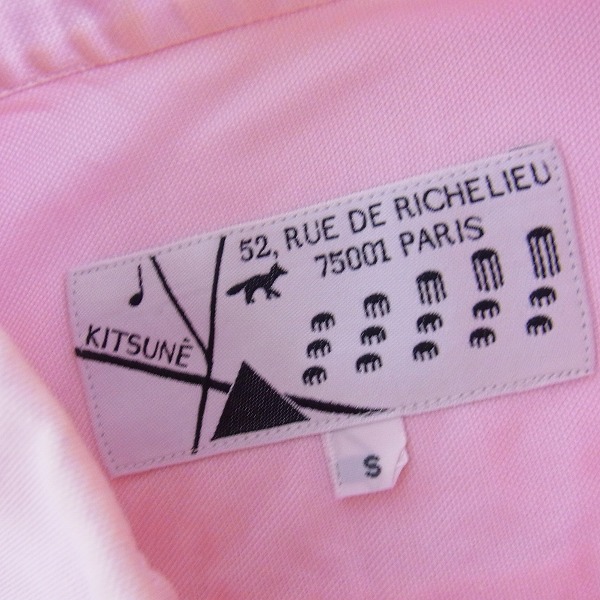 52, RUE DE RICHELIEU
75001 PARIS
KITSUNÉ
S